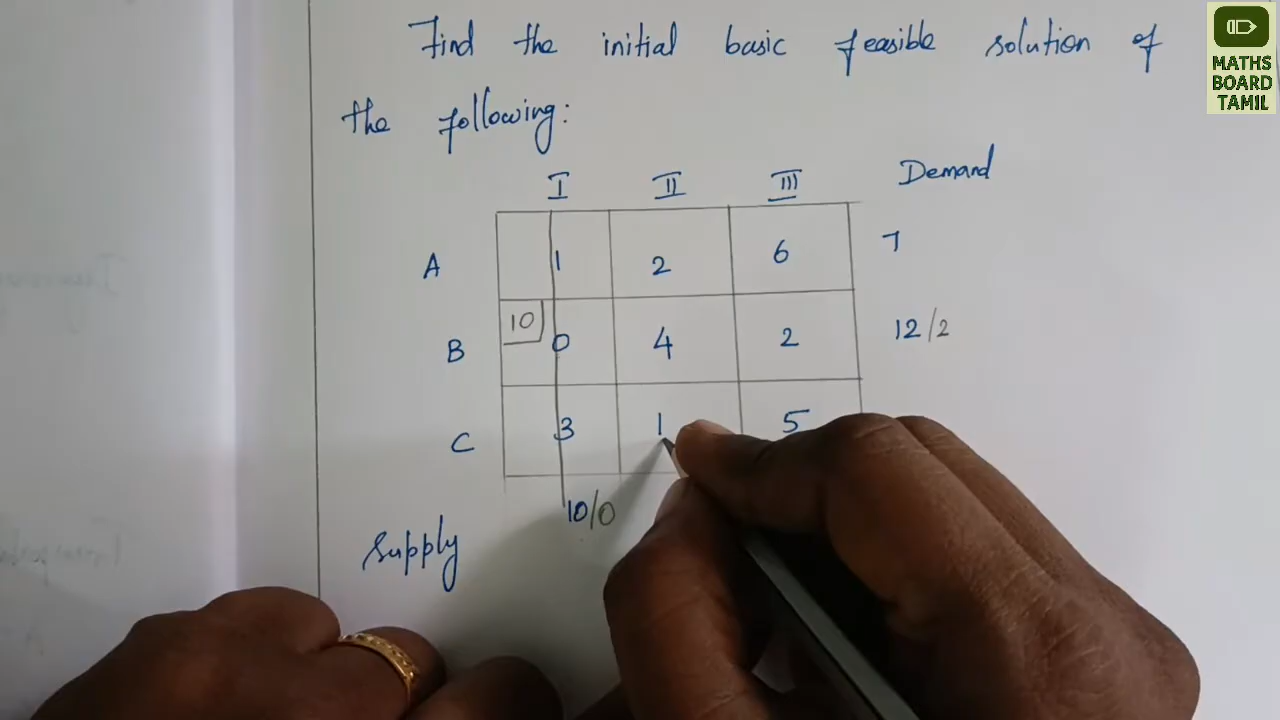 Find the initial basic feasible solution of
the following:
I II III Demand
A 1 2 6 7
B 10 0 4 2 12/2
C 3 1 5
10/0
Supply
MATHS
BOARD
TAMIL